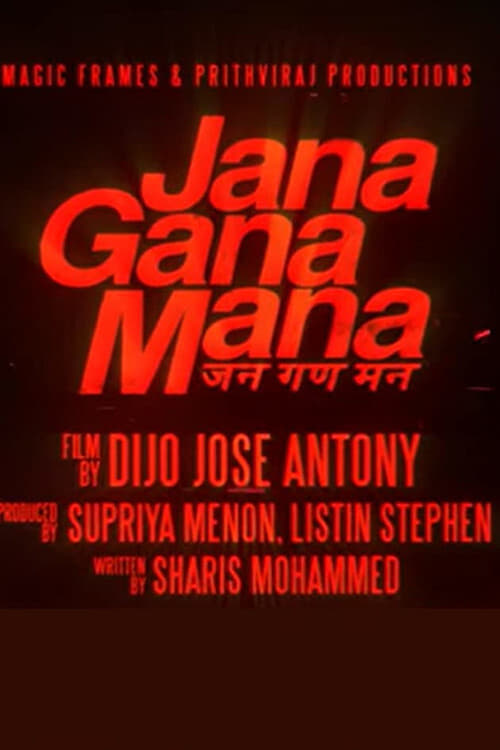 MAGIC FRAMES & PRITHVIRAJ PRODUCTIONS
Jana
Gana
Mana
जन गण मन
FILM BY DIJO JOSE ANTONY
PRODUCED BY SUPRIYA MENON, LISTIN STEPHEN
WRITTEN BY SHARIS MOHAMMED